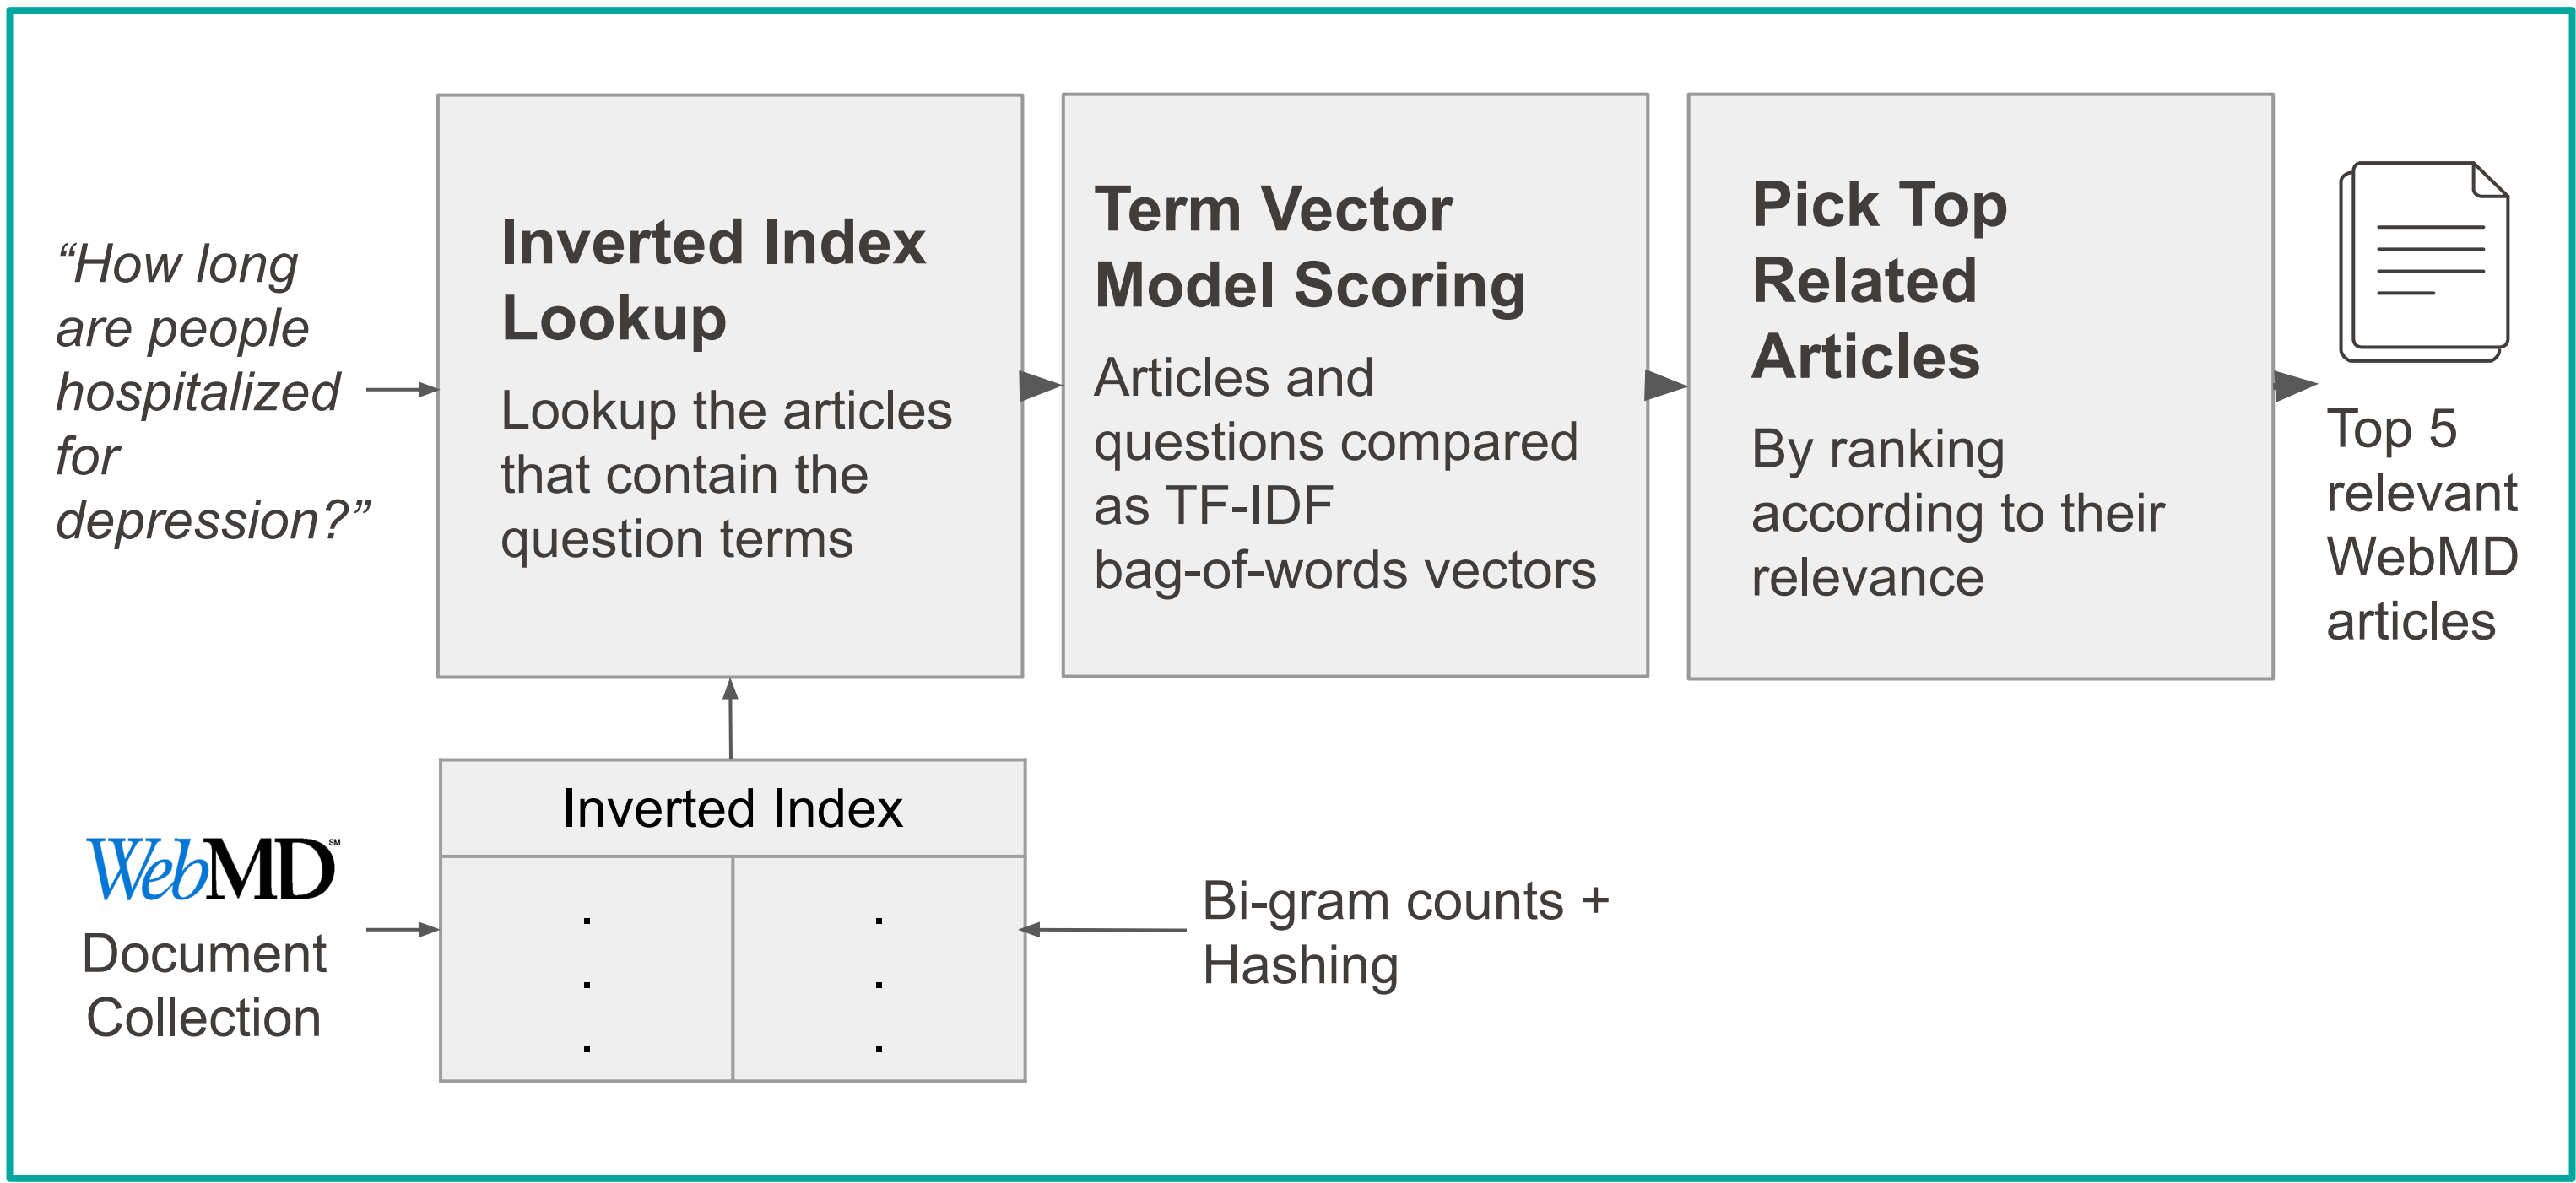 “How long
are people
hospitalized
for
depression?”
Inverted Index
Lookup
Lookup the articles
that contain the
question terms
Term Vector
Model Scoring
Articles and
questions compared
as TF-IDF
bag-of-words vectors
Pick Top
Related
Articles
By ranking
according to their
relevance
Top 5
relevant
WebMD
articles
WebMD℠
Document
Collection
Inverted Index
. .
. .
. .
Bi-gram counts +
Hashing